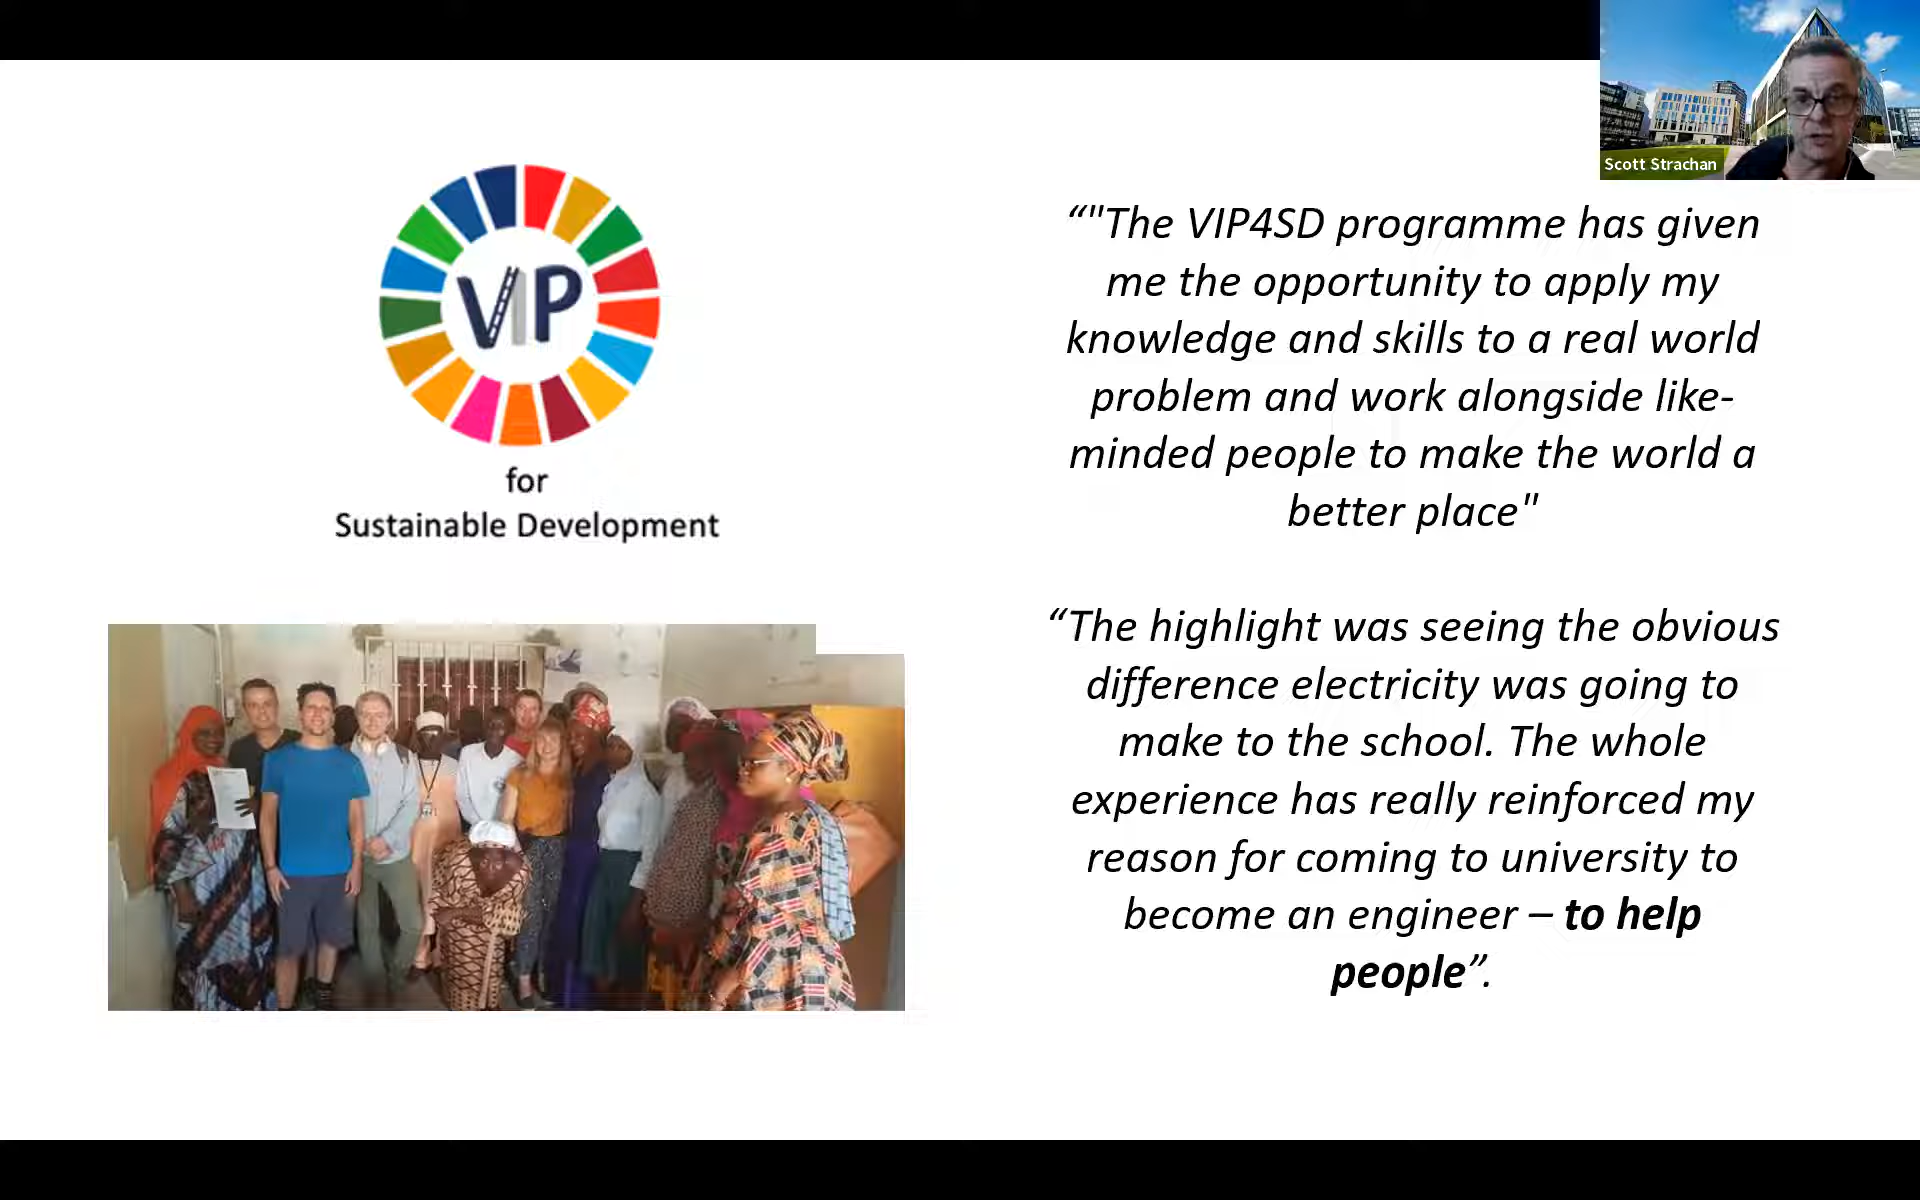 Scott Strachan
VIP
for
Sustainable Development
“"The VIP4SD programme has given
me the opportunity to apply my
knowledge and skills to a real world
problem and work alongside like-
minded people to make the world a
better place"
“The highlight was seeing the obvious
difference electricity was going to
make to the school. The whole
experience has really reinforced my
reason for coming to university to
become an engineer – to help
people”.